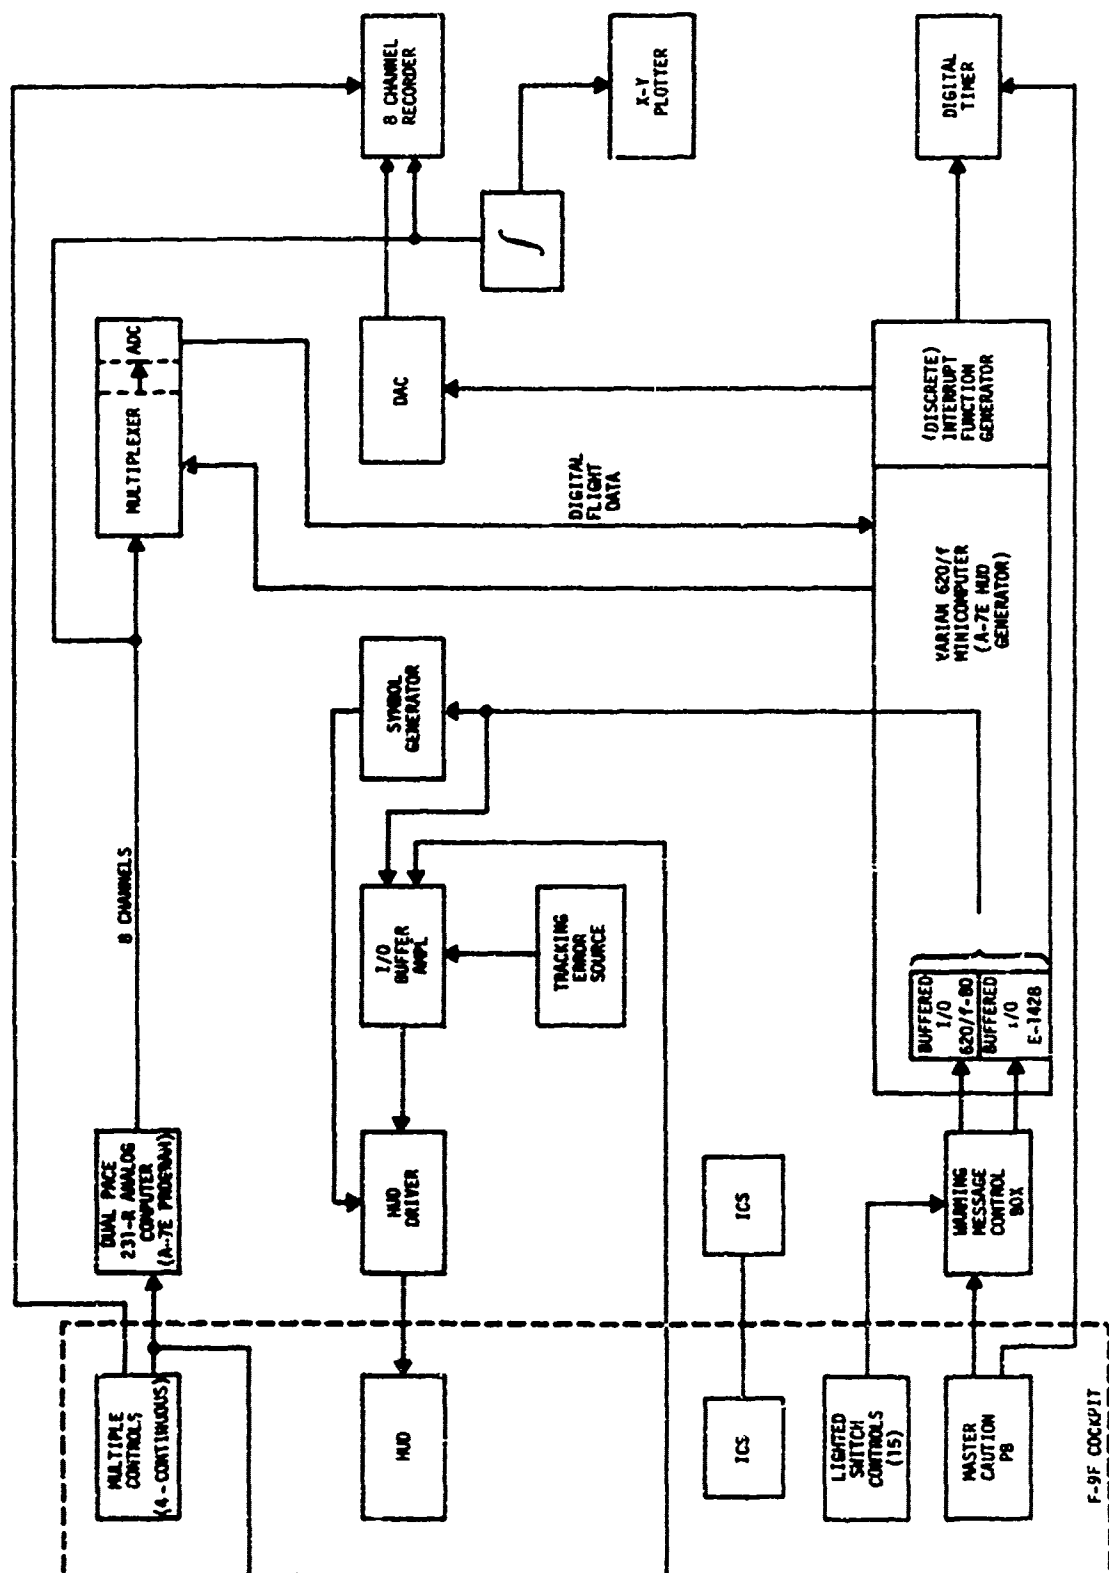 MULTIPLE
CONTROLS
(4-CONTINUOUS)
DUAL PACE
231-R ANALOG
COMPUTER
(A-7E PROGRAM)
8 CHANNELS
MULTIPLEXER
ADC
HUD
HUD
DRIVER
I/O
BUFFER
AMPL
SYMBOL
GENERATOR
DAC
8 CHANNEL
RECORDER
TRACKING
ERROR
SOURCE
DIGITAL
FLIGHT
DATA
∫
X-Y
PLOTTER
ICS
ICS
LIGHTED
SWITCH
CONTROLS
(15)
MASTER
CAUTION
PB
WARNING
MESSAGE
CONTROL
BOX
BUFFERED
I/O
620/f-80
BUFFERED
I/O
E-1428
VARIAN 620/f
MINICOMPUTER
(A-7E HUD
GENERATOR)
(DISCRETE)
INTERRUPT
FUNCTION
GENERATOR
DIGITAL
TIMER
F-9F COCKPIT